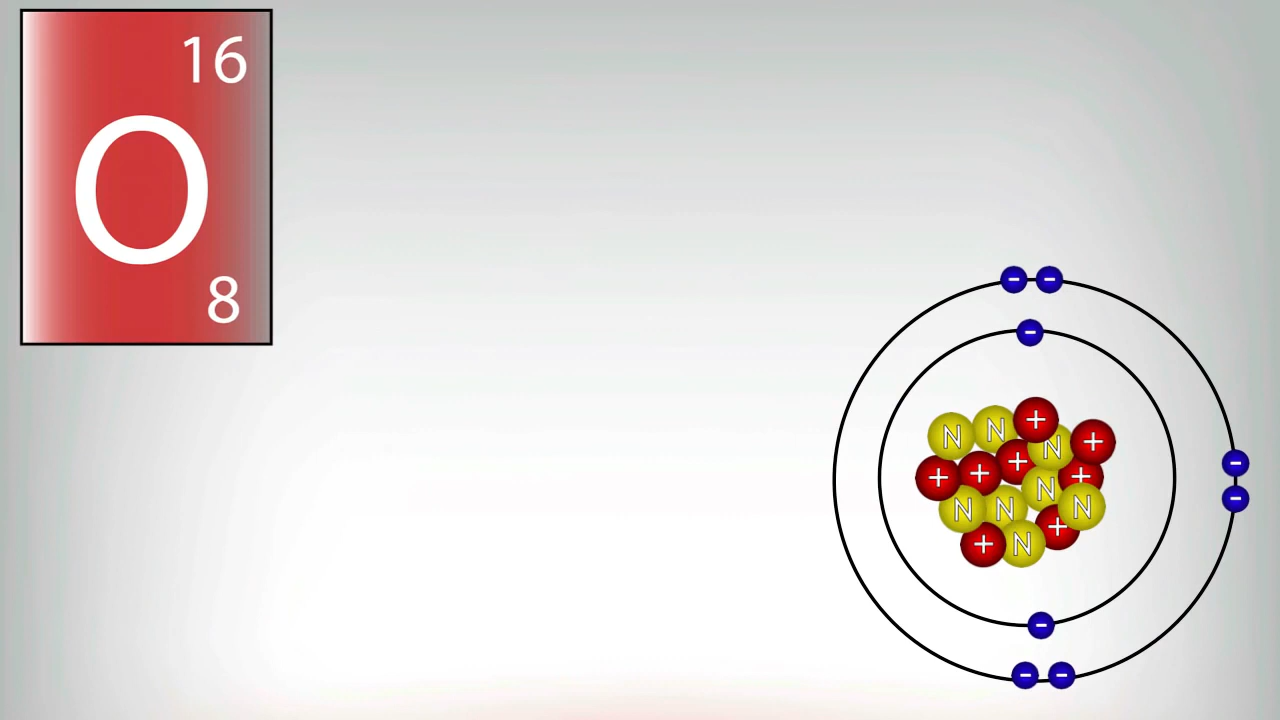 16
O
8
- -
-
+
N N + N +
+ + + +
N
-
N N N
+
+ N
-
-
- -